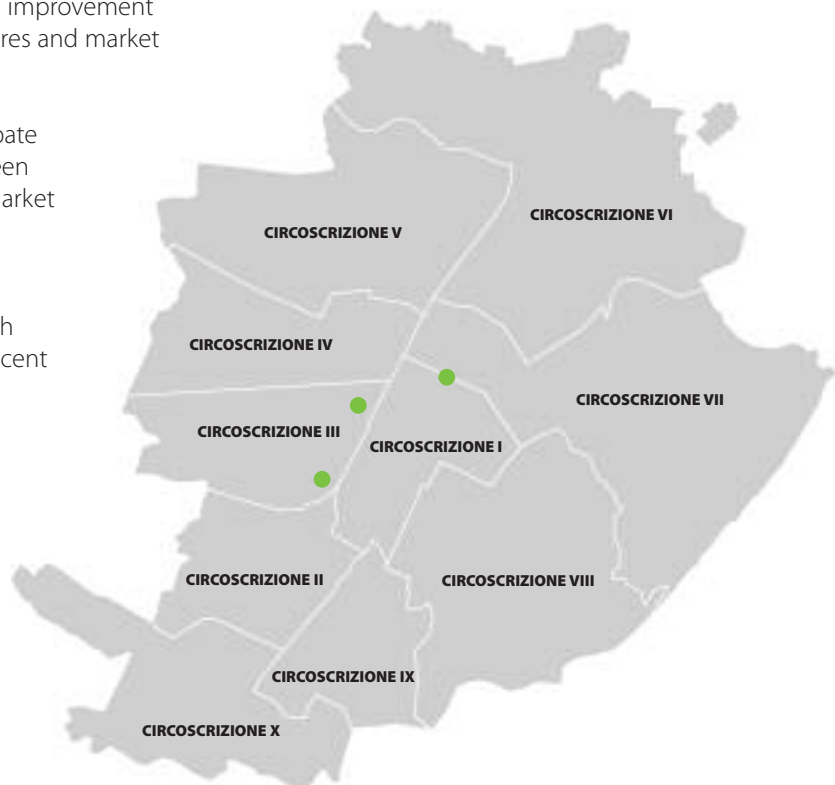 improvement
res and market
pate
een
arket
th
cent
CIRCOSCRIZIONE VI
CIRCOSCRIZIONE V
CIRCOSCRIZIONE IV
CIRCOSCRIZIONE VII
CIRCOSCRIZIONE III
CIRCOSCRIZIONE I
CIRCOSCRIZIONE II
CIRCOSCRIZIONE VIII
CIRCOSCRIZIONE IX
CIRCOSCRIZIONE X